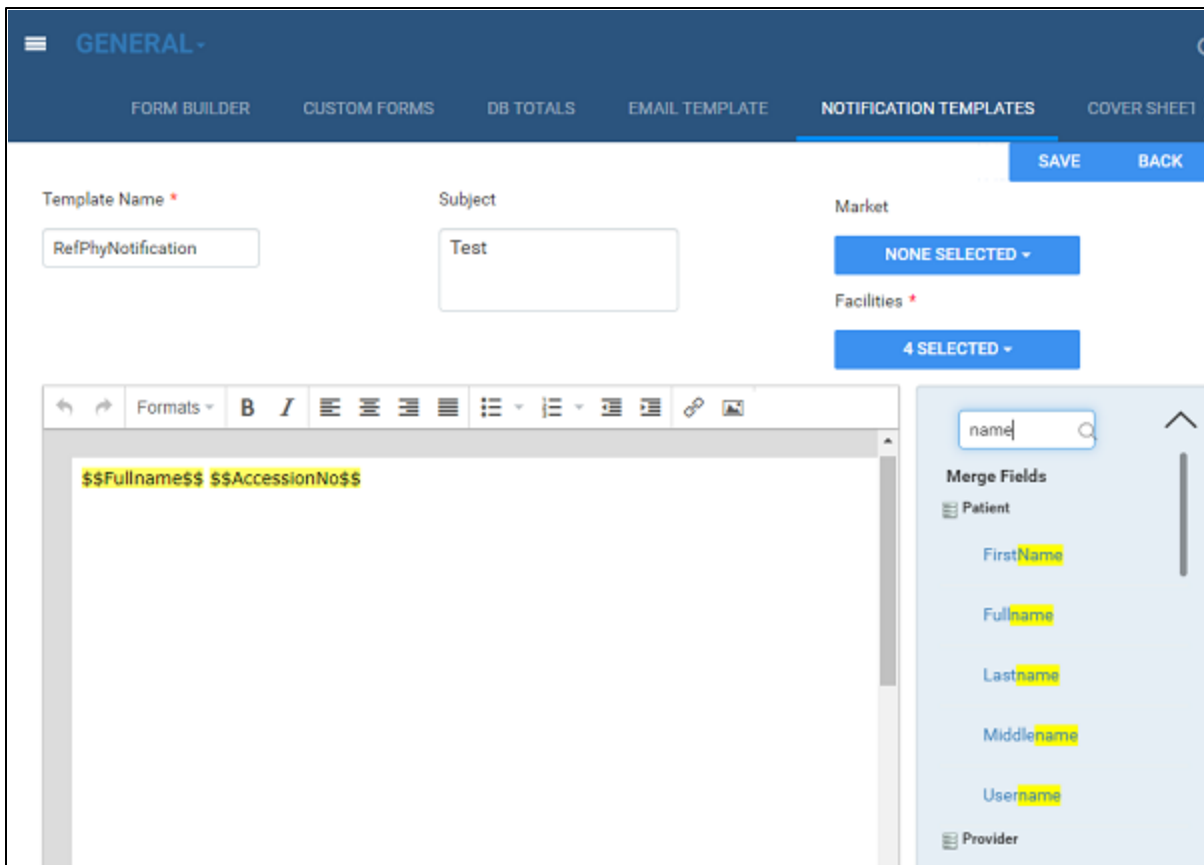 GENERAL
FORM BUILDER CUSTOM FORMS DB TOTALS EMAIL TEMPLATE NOTIFICATION TEMPLATES COVER SHEET
SAVE BACK
Template Name * Subject Market
RefPhyNotification Test
NONE SELECTED
Facilities *
4 SELECTED
Formats B I
name
$$Fullname$$ $$AccessionNo$$
Merge Fields
Patient
FirstName
Fullname
Lastname
Middlename
Username
Provider